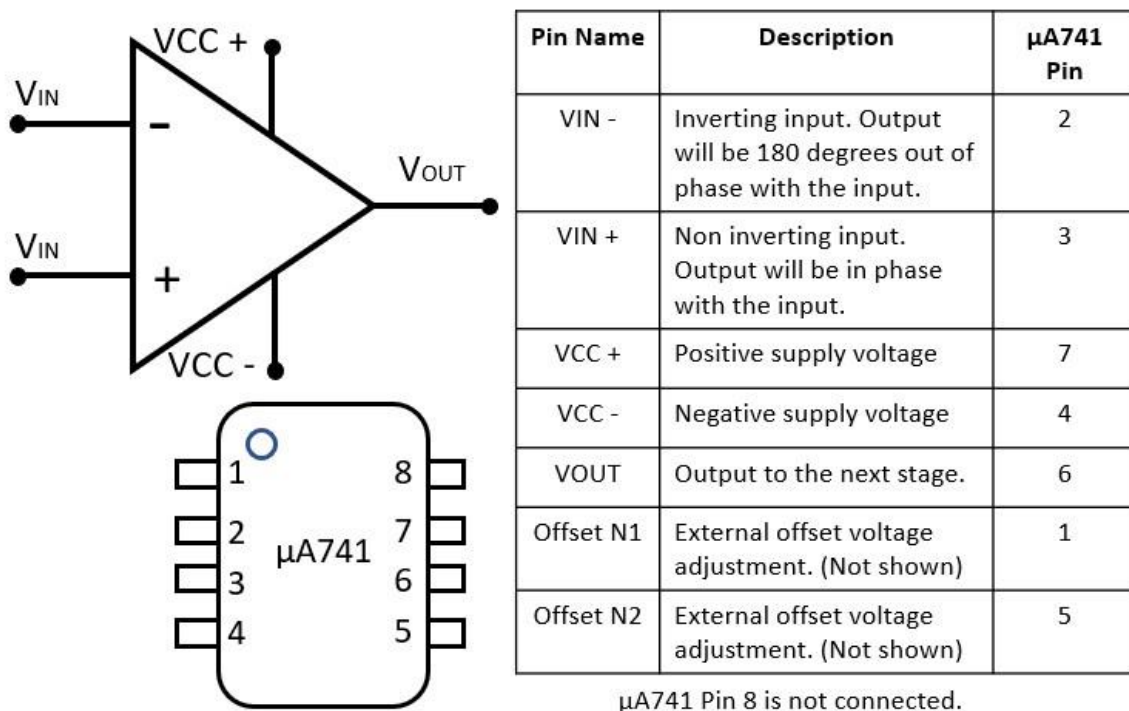 VCC +
VIN
-
VOUT
VIN
+
VCC -
1
2
3
4
µA741
8
7
6
5
Pin Name
Description
µA741
Pin
VIN -
Inverting input. Output
will be 180 degrees out of
phase with the input.
2
VIN +
Non inverting input.
Output will be in phase
with the input.
3
VCC +
Positive supply voltage
7
VCC -
Negative supply voltage
4
VOUT
Output to the next stage.
6
Offset N1
External offset voltage
adjustment. (Not shown)
1
Offset N2
External offset voltage
adjustment. (Not shown)
5
µA741 Pin 8 is not connected.